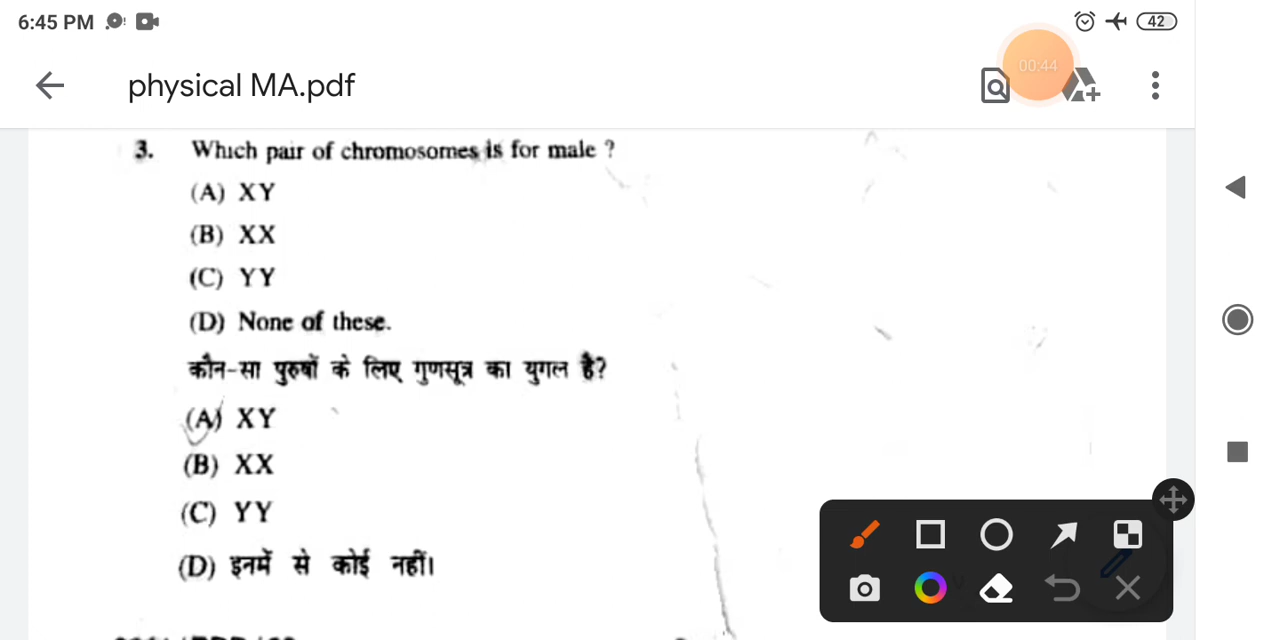 6:45 PM
42
physical MA.pdf
00:44
3. Which pair of chromosomes is for male ?
(A) XY
(B) XX
(C) YY
(D) None of these.
कौन-सा पुरुषों के लिए गुणसूत्र का युगल है?
(A) XY
(B) XX
(C) YY
(D) इनमें से कोई नहीं।